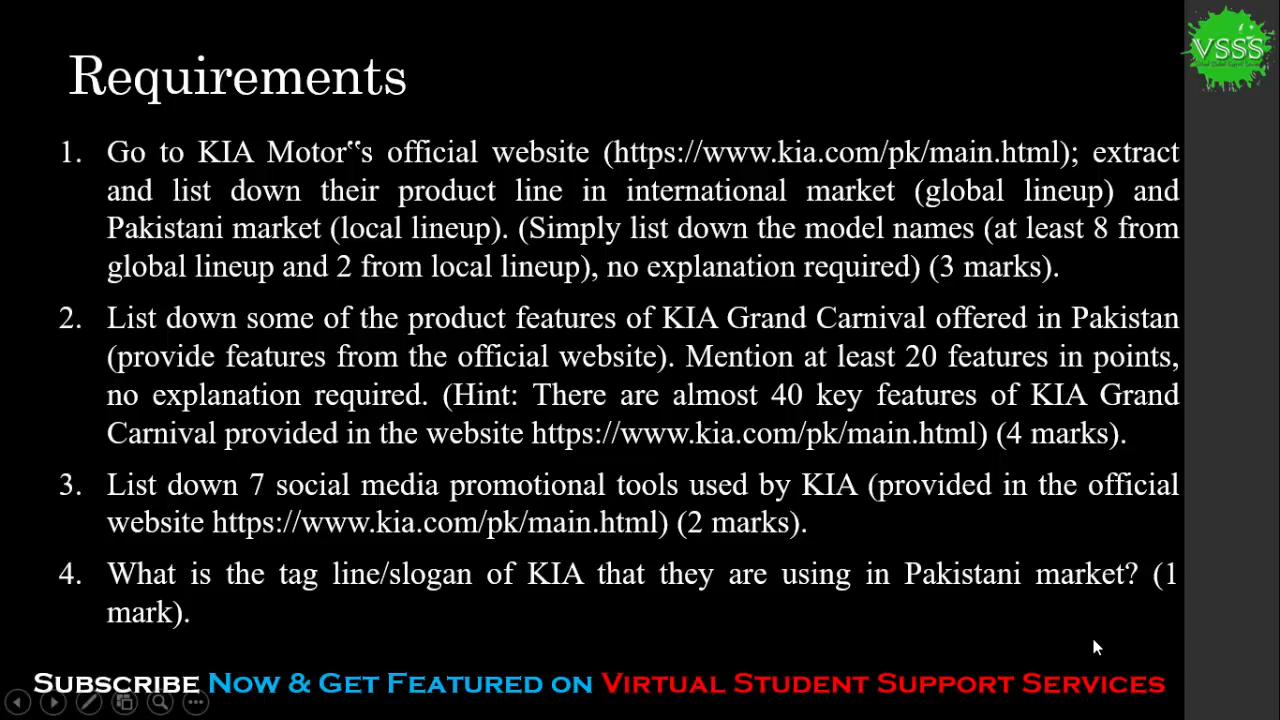 VSSS
Requirements
1. Go to KIA Motor‟s official website (https://www.kia.com/pk/main.html); extract
and list down their product line in international market (global lineup) and
Pakistani market (local lineup). (Simply list down the model names (at least 8 from
global lineup and 2 from local lineup), no explanation required) (3 marks).
2. List down some of the product features of KIA Grand Carnival offered in Pakistan
(provide features from the official website). Mention at least 20 features in points,
no explanation required. (Hint: There are almost 40 key features of KIA Grand
Carnival provided in the website https://www.kia.com/pk/main.html) (4 marks).
3. List down 7 social media promotional tools used by KIA (provided in the official
website https://www.kia.com/pk/main.html) (2 marks).
4. What is the tag line/slogan of KIA that they are using in Pakistani market? (1
mark).
Subscribe Now & Get Featured on Virtual Student Support Services